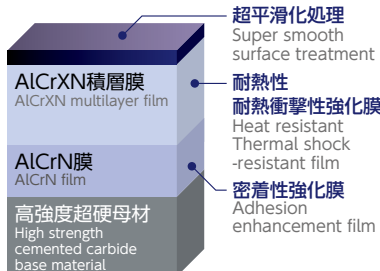 超平滑化処理
Super smooth
surface treatment
AlCrXN積層膜
AlCrXN multilayer film
耐熱性
耐熱衝撃性強化膜
Heat resistant
Thermal shock
-resistant film
AlCrN膜
AlCrN film
密着性強化膜
Adhesion
enhancement film
高強度超硬母材
High strength
cemented carbide
base material